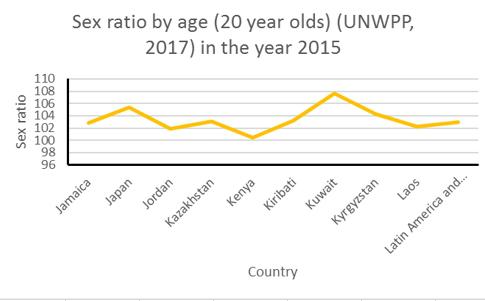 Sex ratio by age (20 year olds) (UNWPP,
2017) in the year 2015
Sex ratio
110
108
106
104
102
100
98
96
Jamaica
Japan
Jordan
Kazakhstan
Kenya
Kiribati
Kuwait
Kyrgyzstan
Laos
Latin America and...
Country